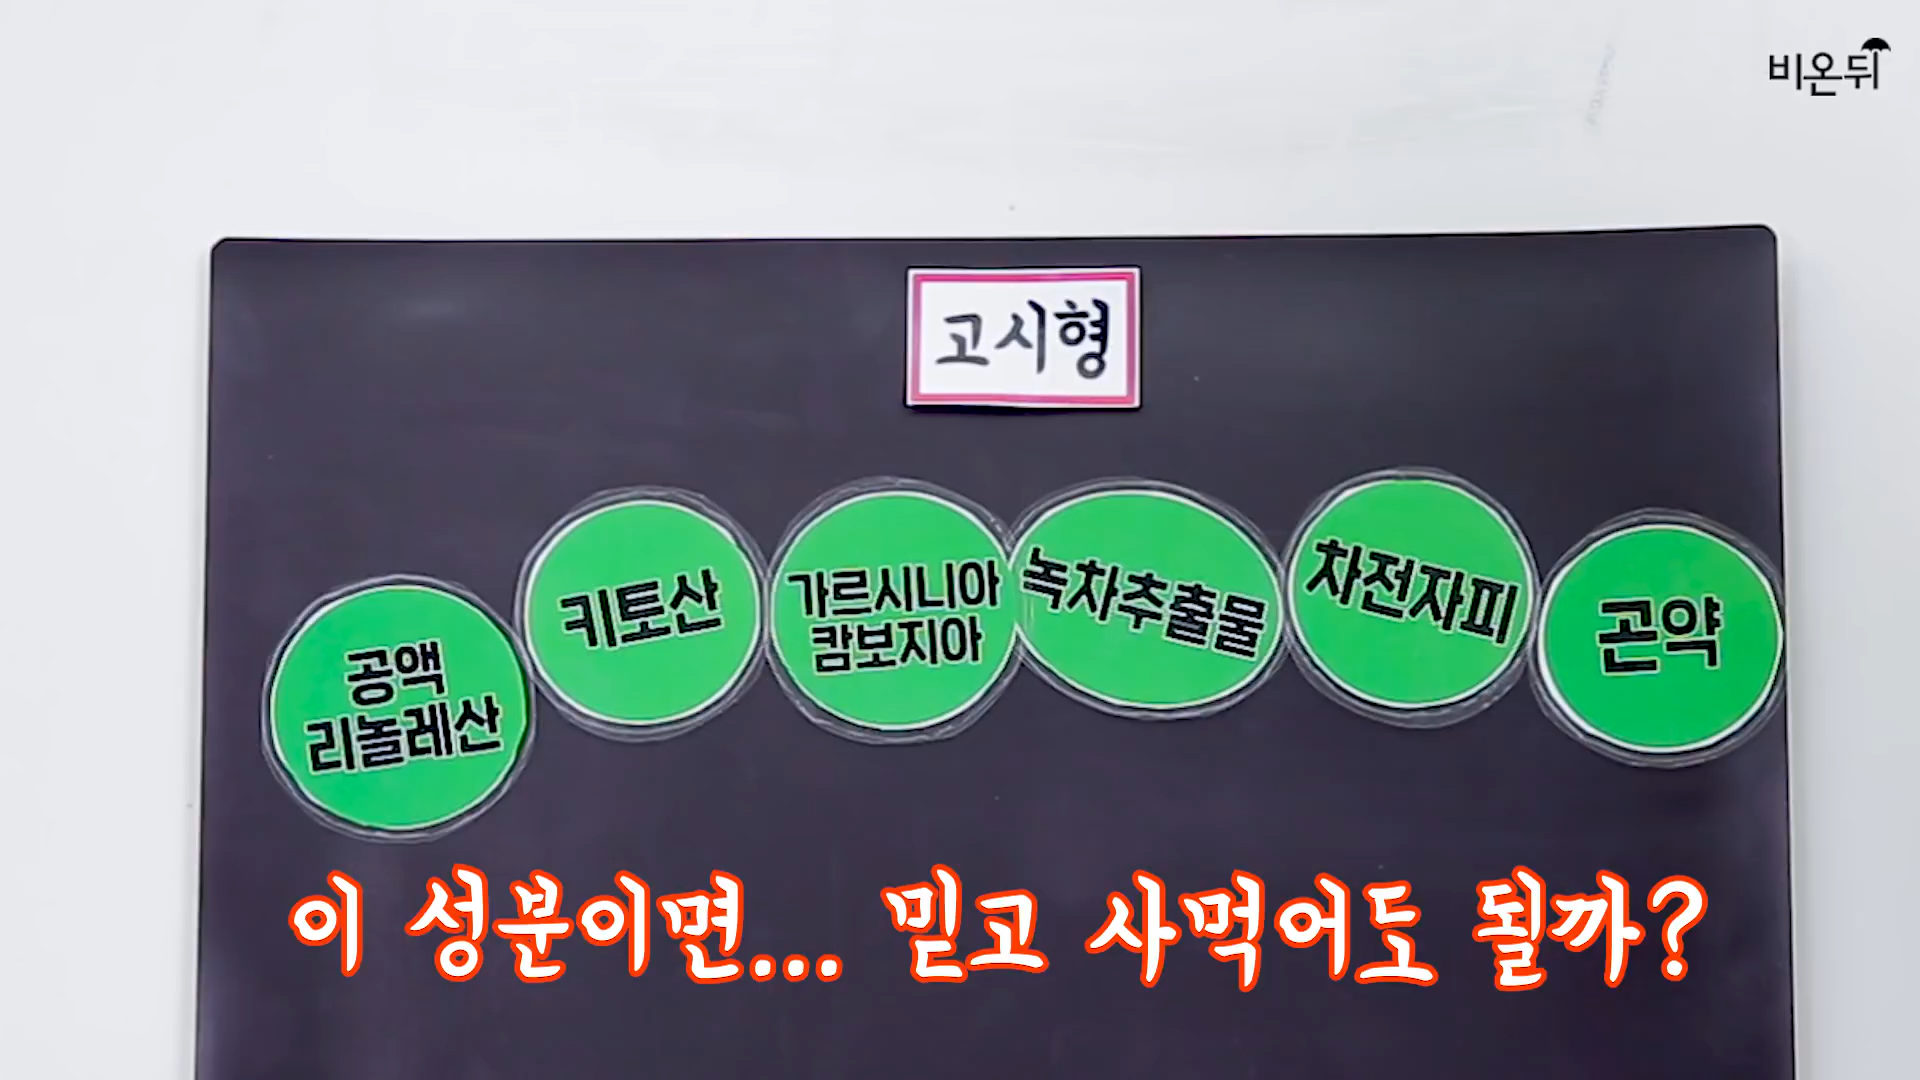 비온뒤
고시형
공액
리놀레산
키토산
가르시니아
캄보지아
녹차추출물
차전자피
곤약
이 성분이면... 믿고 사먹어도 될까?